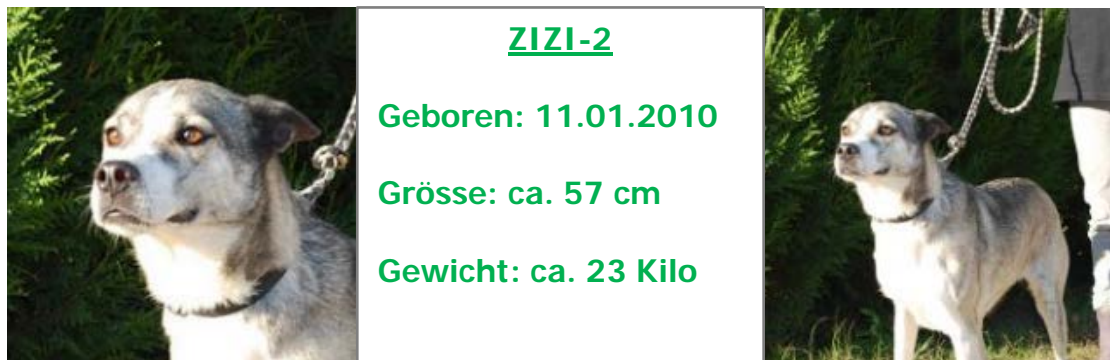 ZIZI-2
Geboren: 11.01.2010
Grösse: ca. 57 cm
Gewicht: ca. 23 Kilo